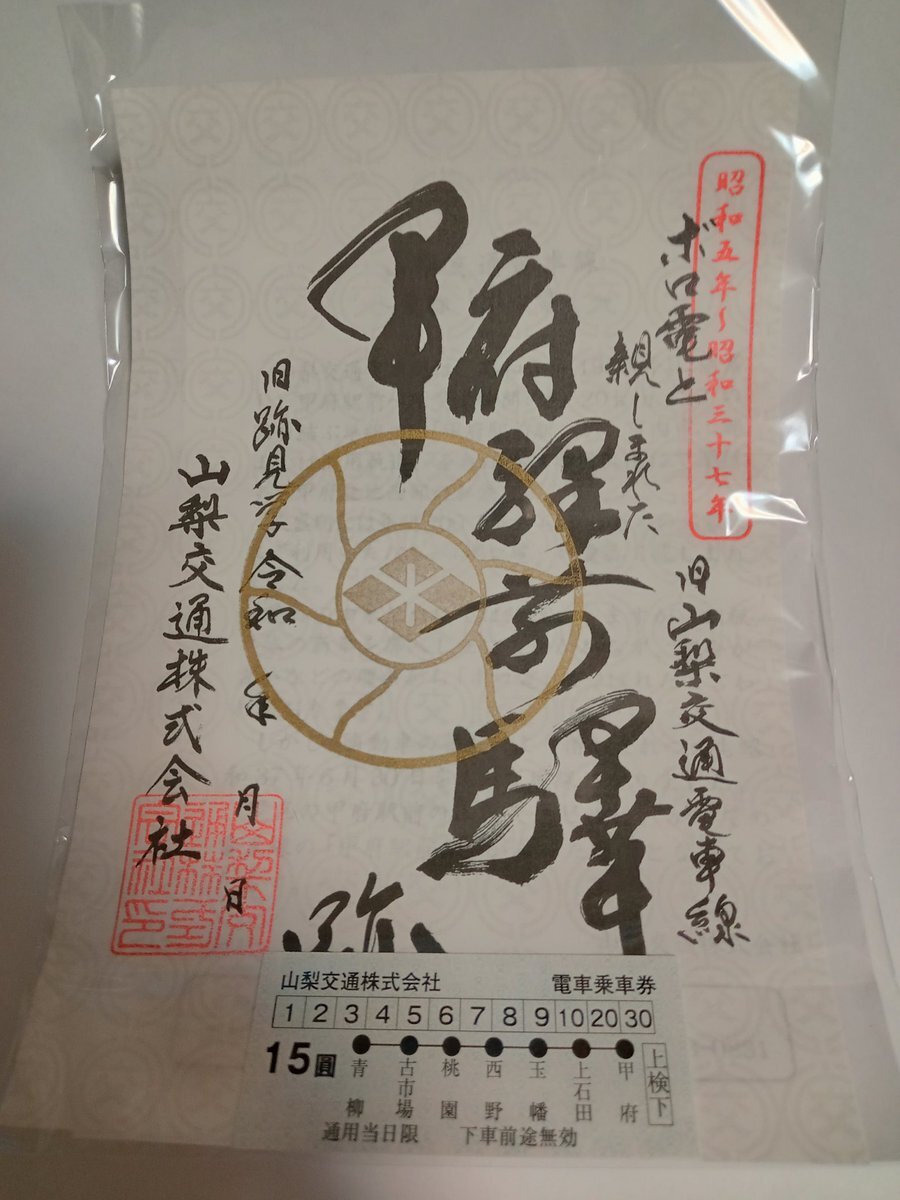 昭和五年～昭和三十七年
旧山梨交通電車線
ボロ電と
親しまれた
甲府驛前驛
跡
旧跡見学令和 年
月 日
山梨交通株式会社
山梨交通株式会社 電車乗車券
1 2 3 4 5 6 7 8 9 10 20 30
15圓
青柳 古市場 桃園 西野 玉幡 上石田 甲府
上検下
通用当日限 下車前途無効